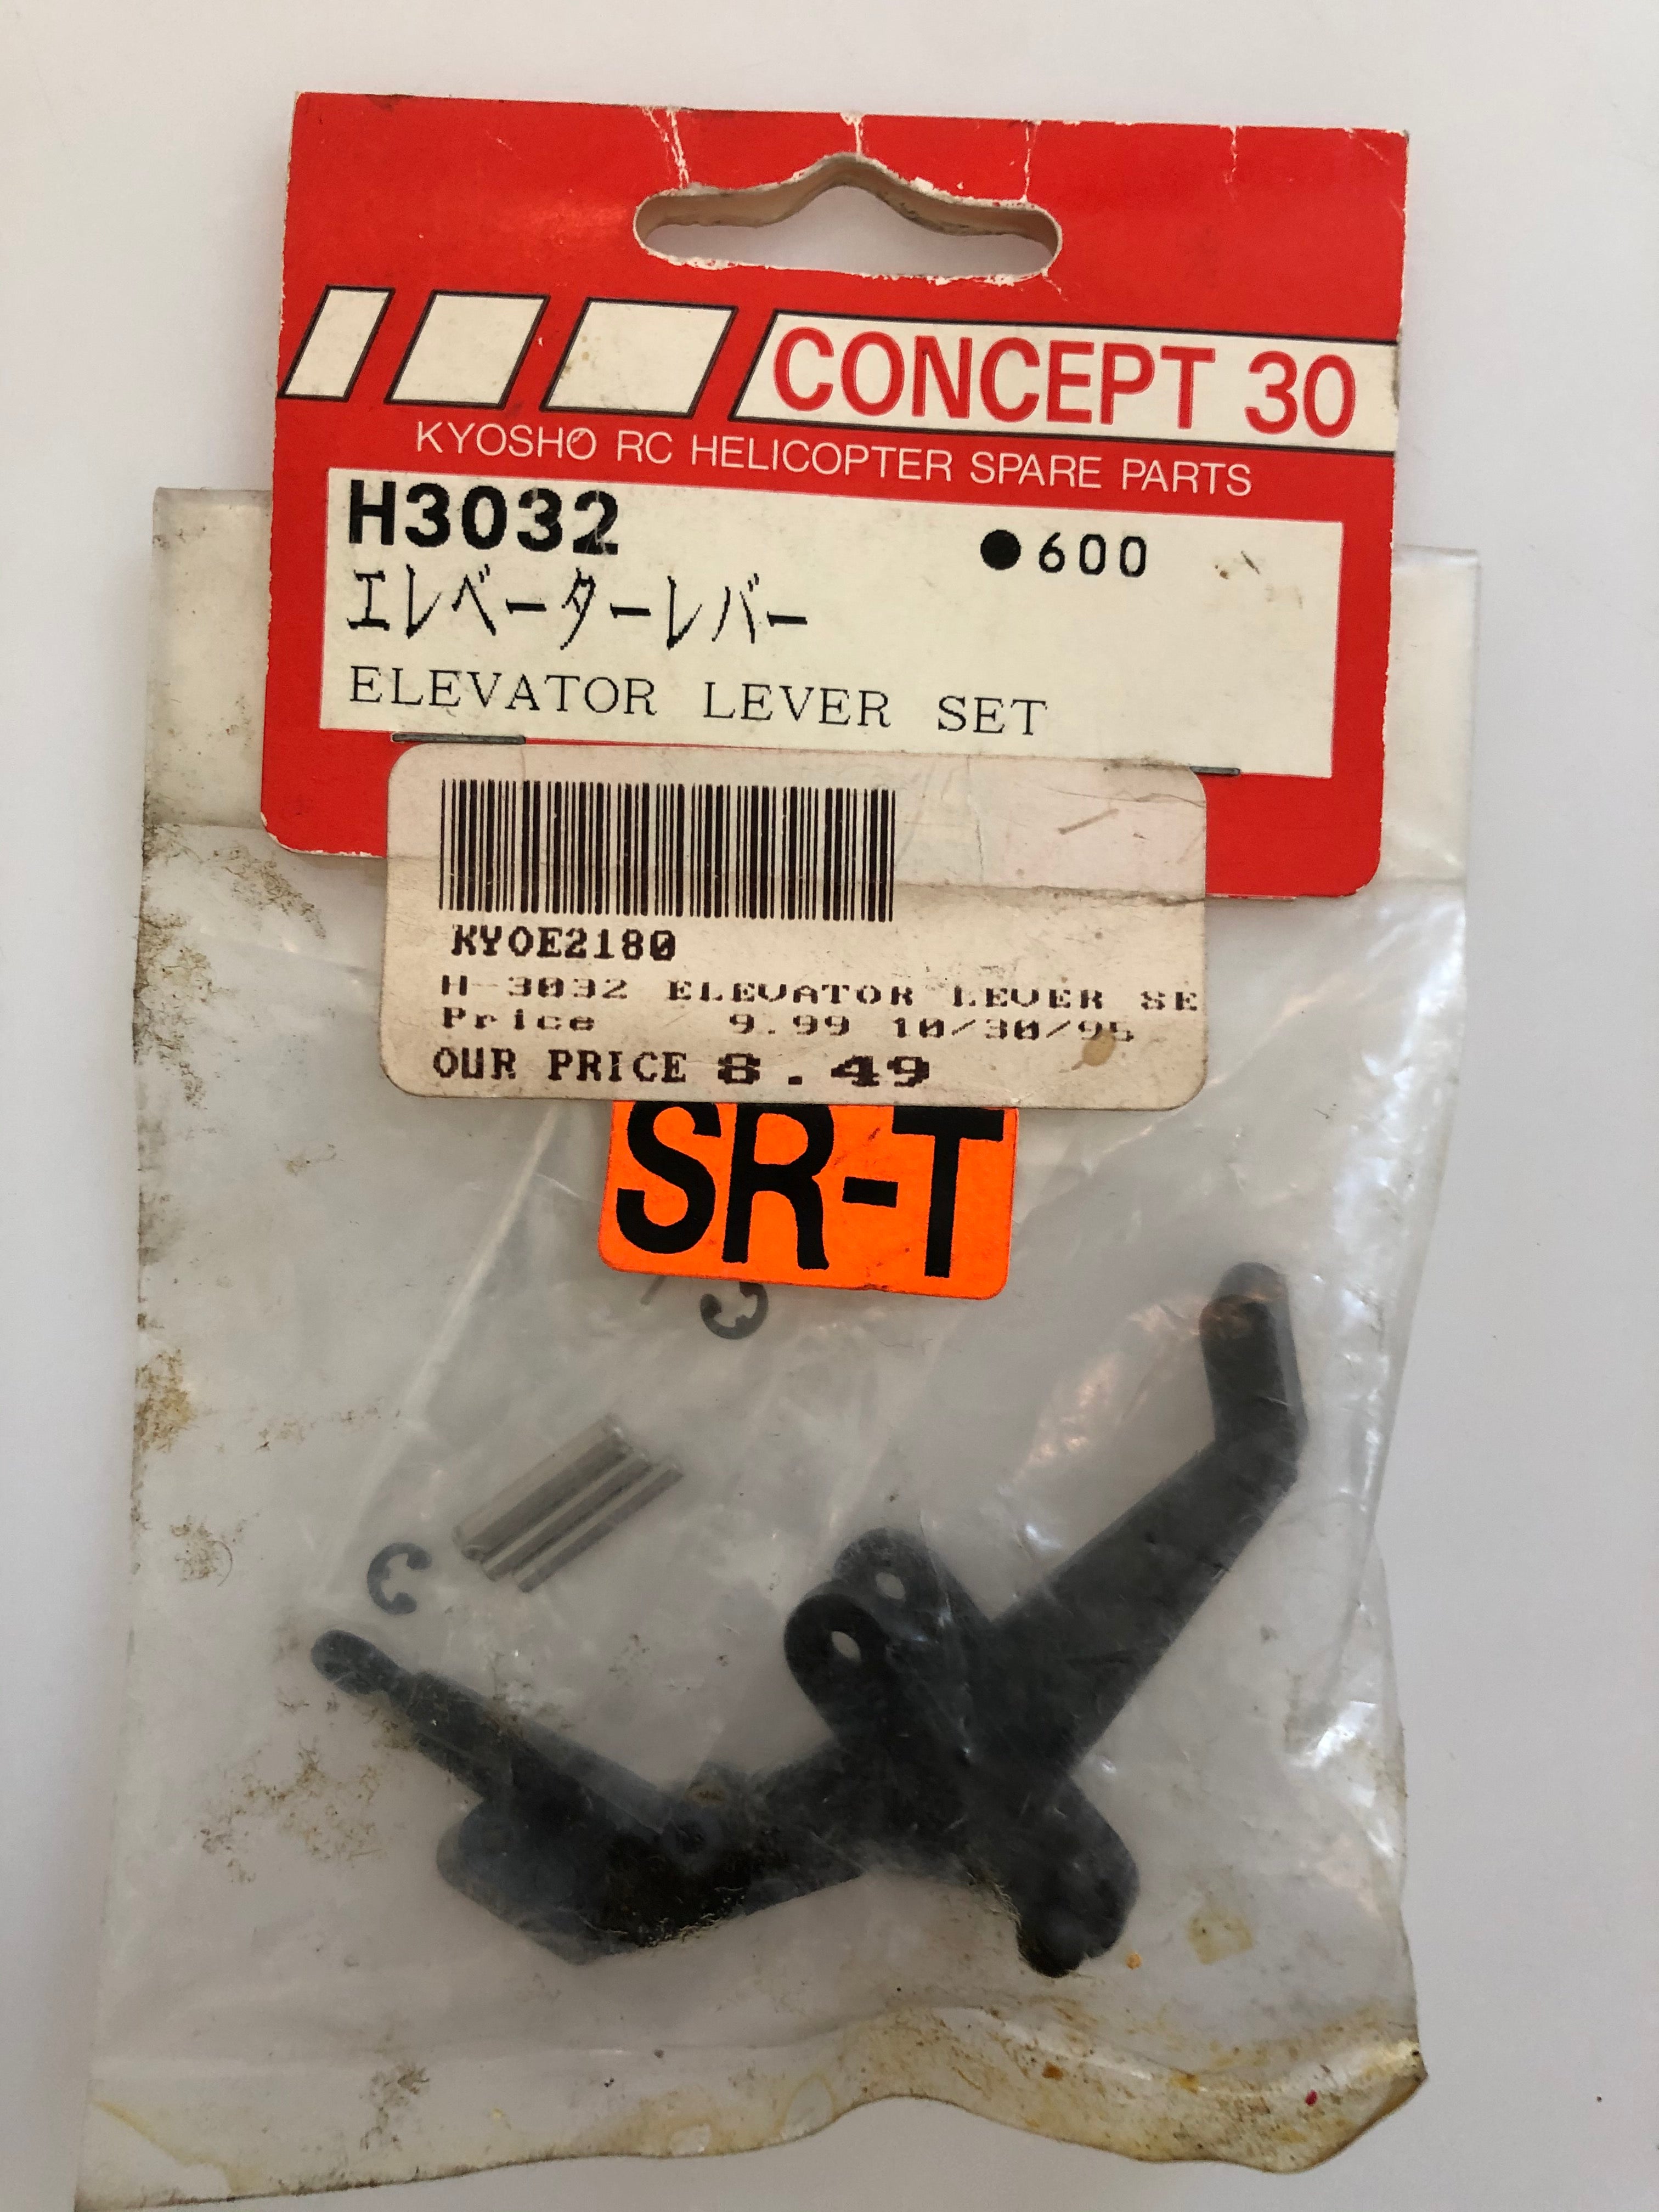 CONCEPT 30
KYOSHO RC HELICOPTER SPARE PARTS
H3032 ●600
エレベーターレバー
ELEVATOR LEVER SET
KYOE2180
H-3032 ELEVATOR LEVER SE
Price 9.99 10/30/95
OUR PRICE 8.49
SR-T